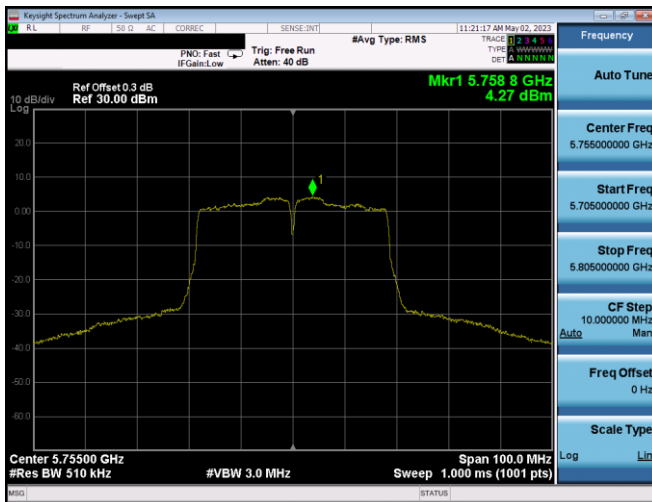 Keysight Spectrum Analyzer - Swept SA
RL RF 50 Ω AC CORREC SENSE:INT 11:21:17 AM May 02, 2023
#Avg Type: RMS
TRACE 1 2 3 4 5 6
PNO: Fast Trig: Free Run TYPE A WWWWW
IFGain:Low Atten: 40 dB DET A N N N N N
Mkr1 5.758 8 GHz
4.27 dBm
Ref Offset 0.3 dB
10 dB/div Ref 30.00 dBm
Log
20.0
1
10.0
0.00
-10.0
-20.0
-30.0
-40.0
-50.0
-60.0
Center 5.75500 GHz Span 100.0 MHz
#Res BW 510 kHz #VBW 3.0 MHz Sweep 1.000 ms (1001 pts)
MSG STATUS
Frequency
Auto Tune
Center Freq
5.755000000 GHz
Start Freq
5.705000000 GHz
Stop Freq
5.805000000 GHz
CF Step
10.000000 MHz
Auto Man
Freq Offset
0 Hz
Scale Type
Log Lin